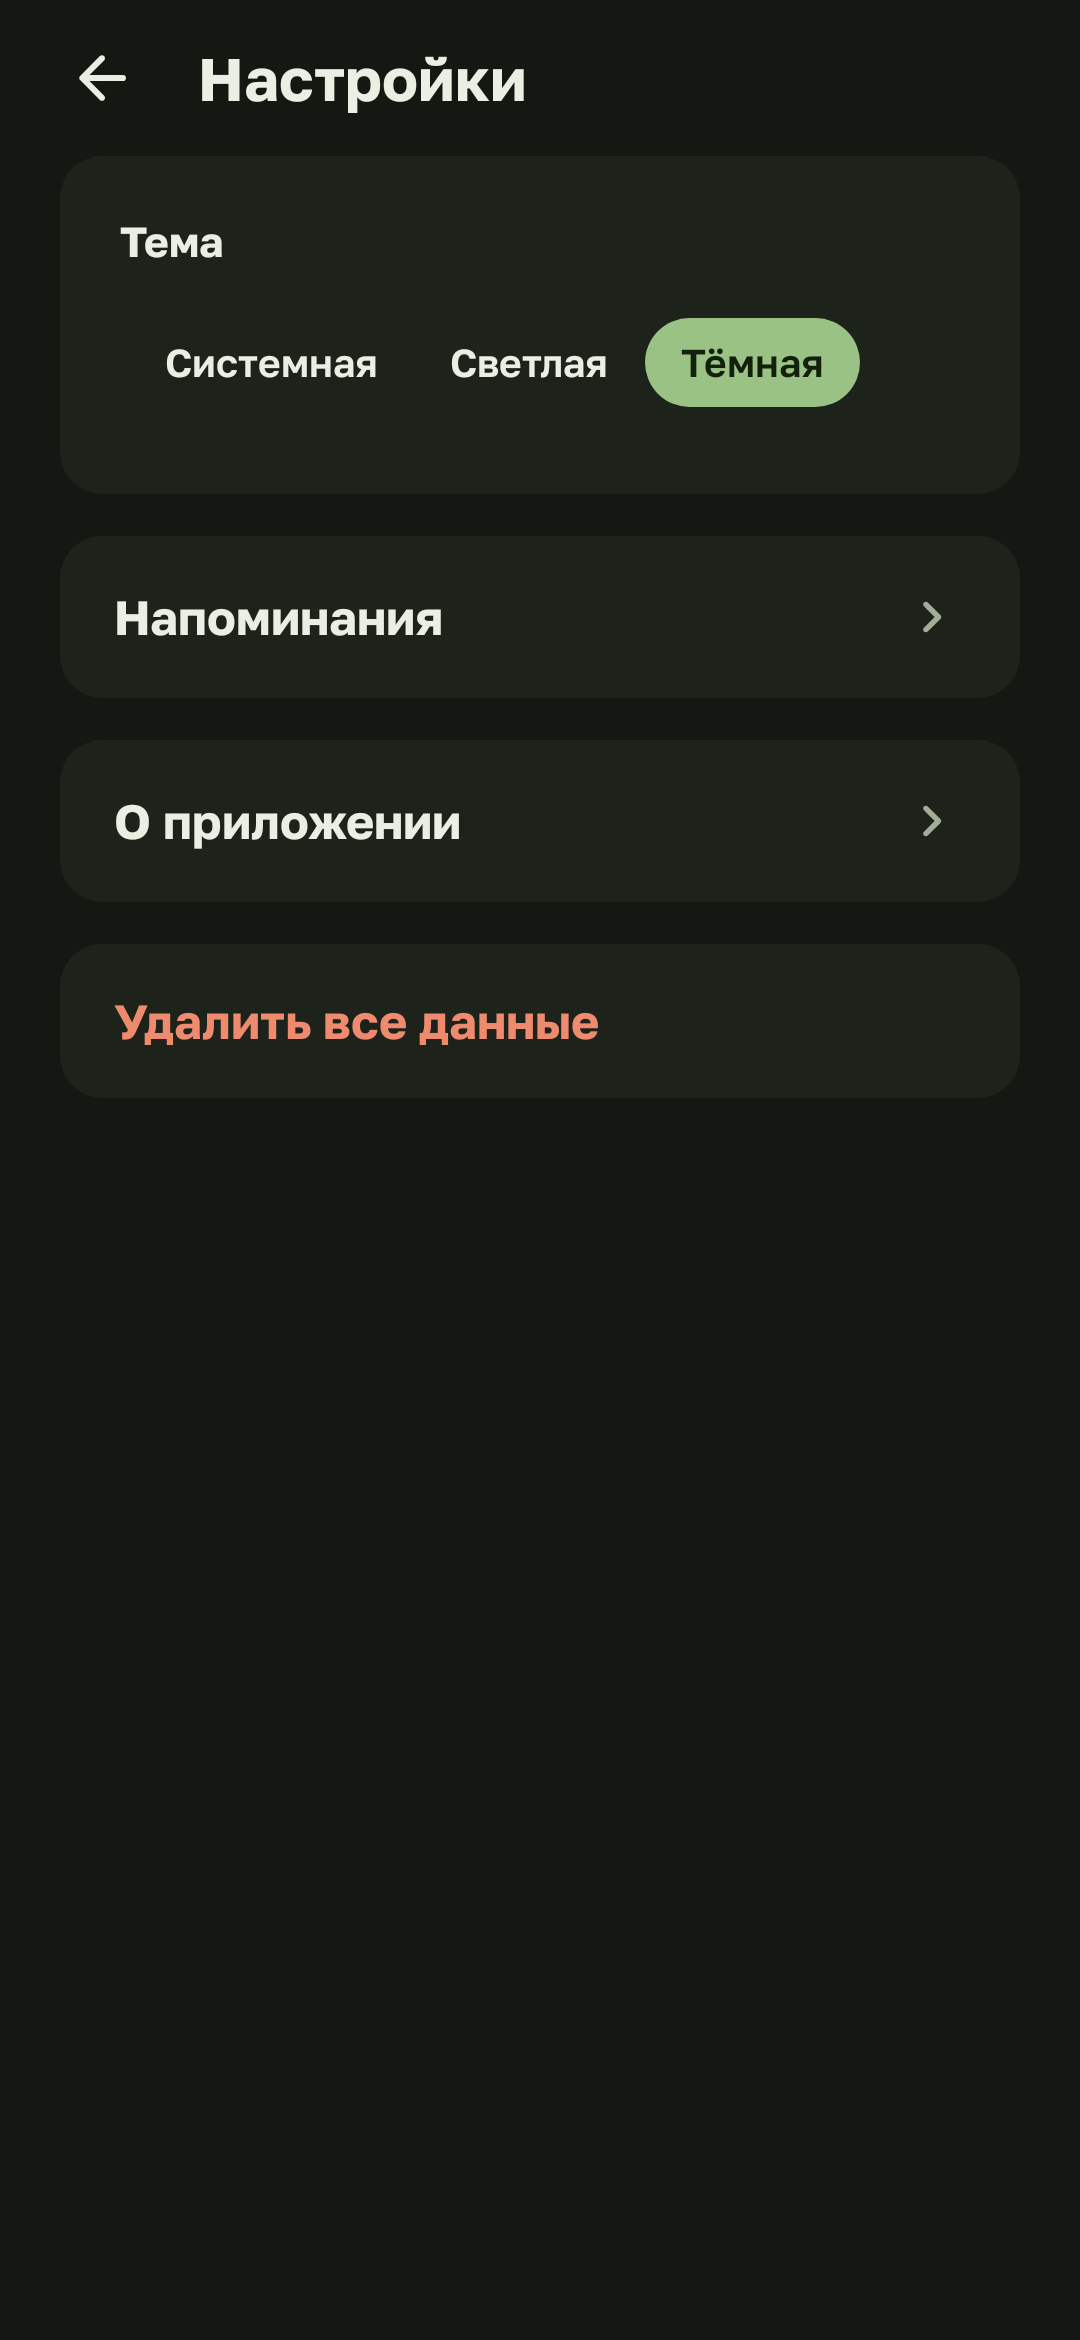 Настройки
Тема
Системная Светлая Тёмная
Напоминания
О приложении
Удалить все данные